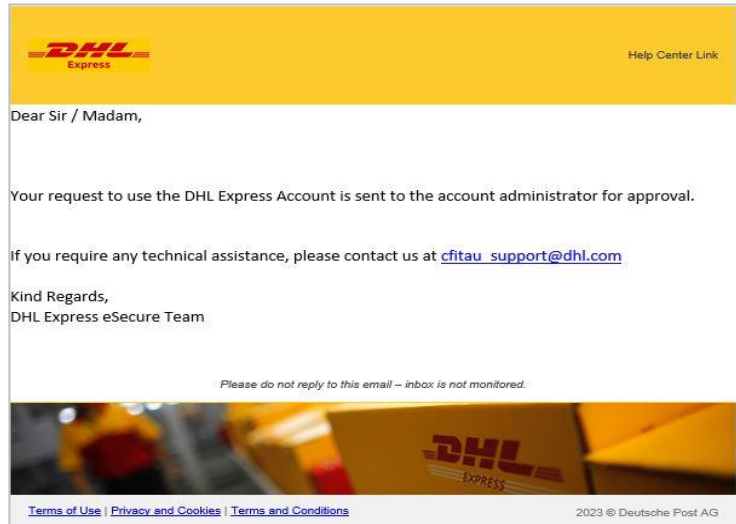 DHL
Express
Help Center Link
Dear Sir / Madam,
Your request to use the DHL Express Account is sent to the account administrator for approval.
If you require any technical assistance, please contact us at cfitau_support@dhl.com
Kind Regards,
DHL Express eSecure Team
Please do not reply to this email – inbox is not monitored.
DHL
EXPRESS
Terms of Use | Privacy and Cookies | Terms and Conditions
2023 © Deutsche Post AG